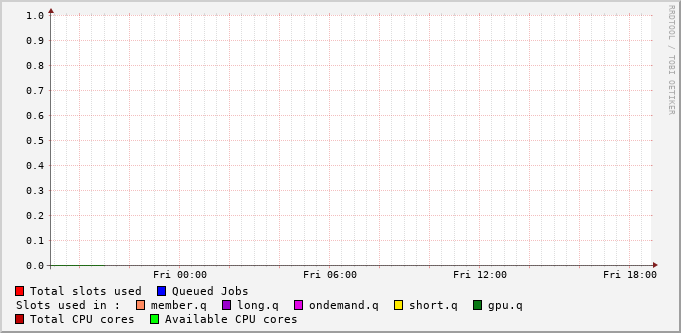 1.0
0.9
0.8
0.7
0.6
0.5
0.4
0.3
0.2
0.1
0.0
Fri 00:00 Fri 06:00 Fri 12:00 Fri 18:00
Total slots used Queued Jobs
Slots used in : member.q long.q ondemand.q short.q gpu.q
Total CPU cores Available CPU cores
RRDTOOL / TOBI OETIKER